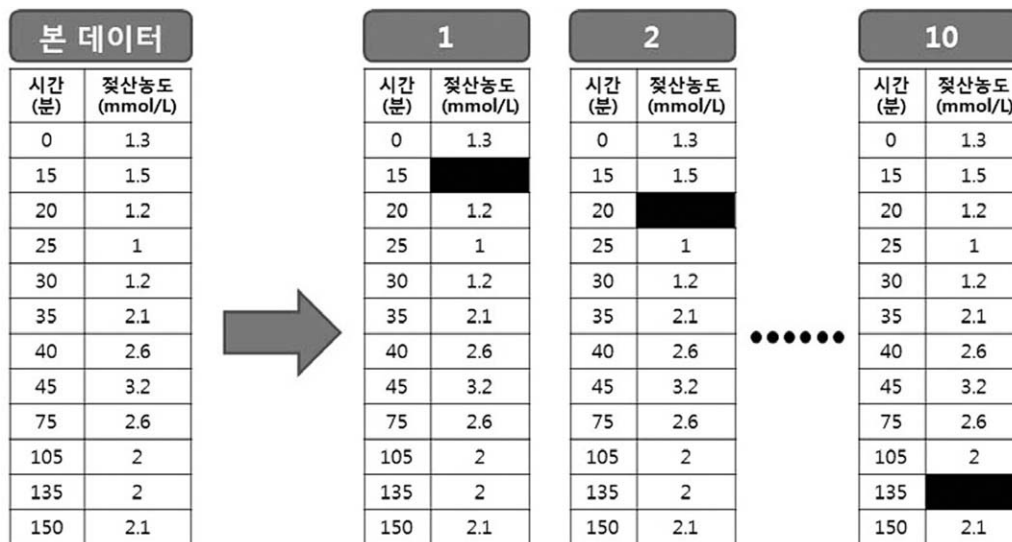 본 데이터 1 2 10
시간 (분) 젖산농도 (mmol/L) 시간 (분) 젖산농도 (mmol/L) 시간 (분) 젖산농도 (mmol/L) 시간 (분) 젖산농도 (mmol/L)
0 1.3 0 1.3 0 1.3 0 1.3
15 1.5 15 15 1.5 15 1.5
20 1.2 20 1.2 20 20 1.2
25 1 25 1 25 1 25 1
30 1.2 30 1.2 30 1.2 30 1.2
35 2.1 35 2.1 35 2.1 35 2.1
40 2.6 40 2.6 40 2.6 40 2.6
45 3.2 45 3.2 45 3.2 45 3.2
75 2.6 75 2.6 75 2.6 75 2.6
105 2 105 2 105 2 105 2
135 2 135 2 135 2 135
150 2.1 150 2.1 150 2.1 150 2.1